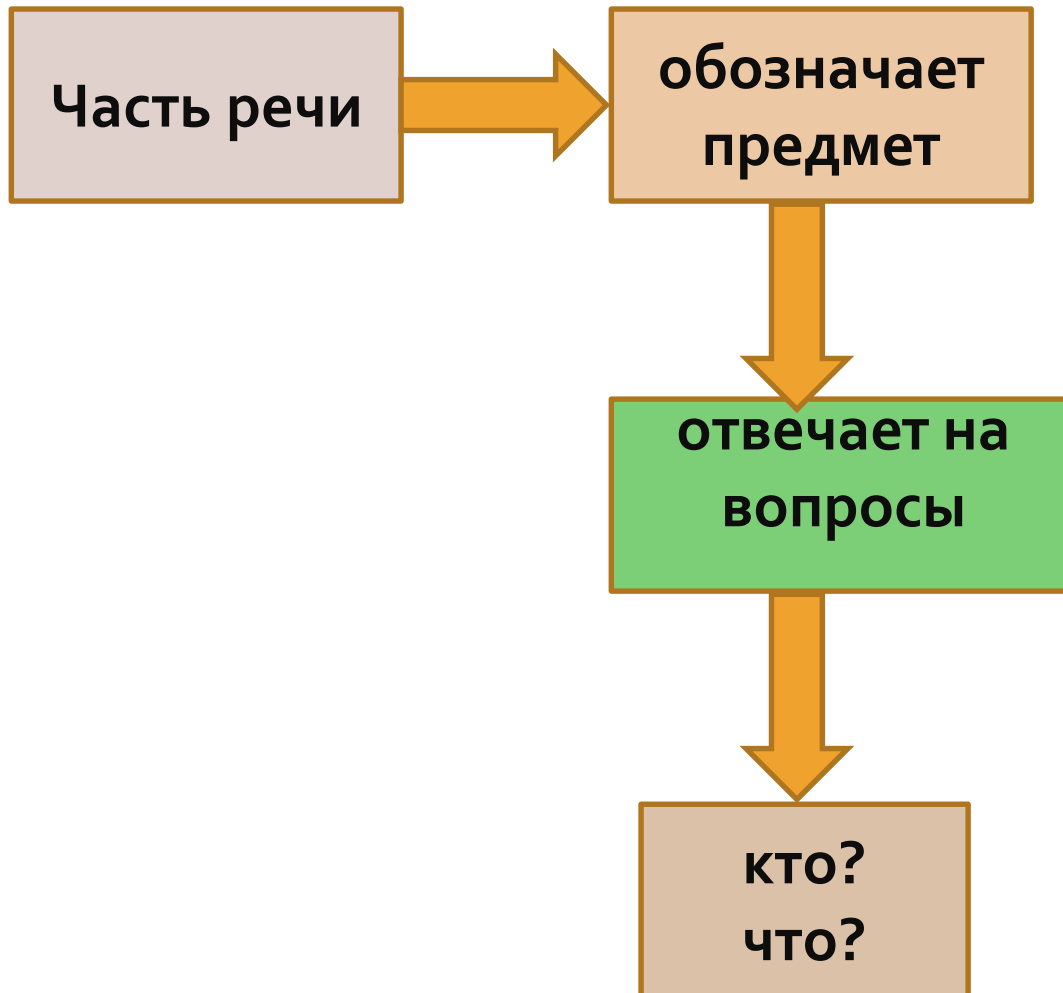 Часть речи
обозначает
предмет
отвечает на
вопросы
кто?
что?